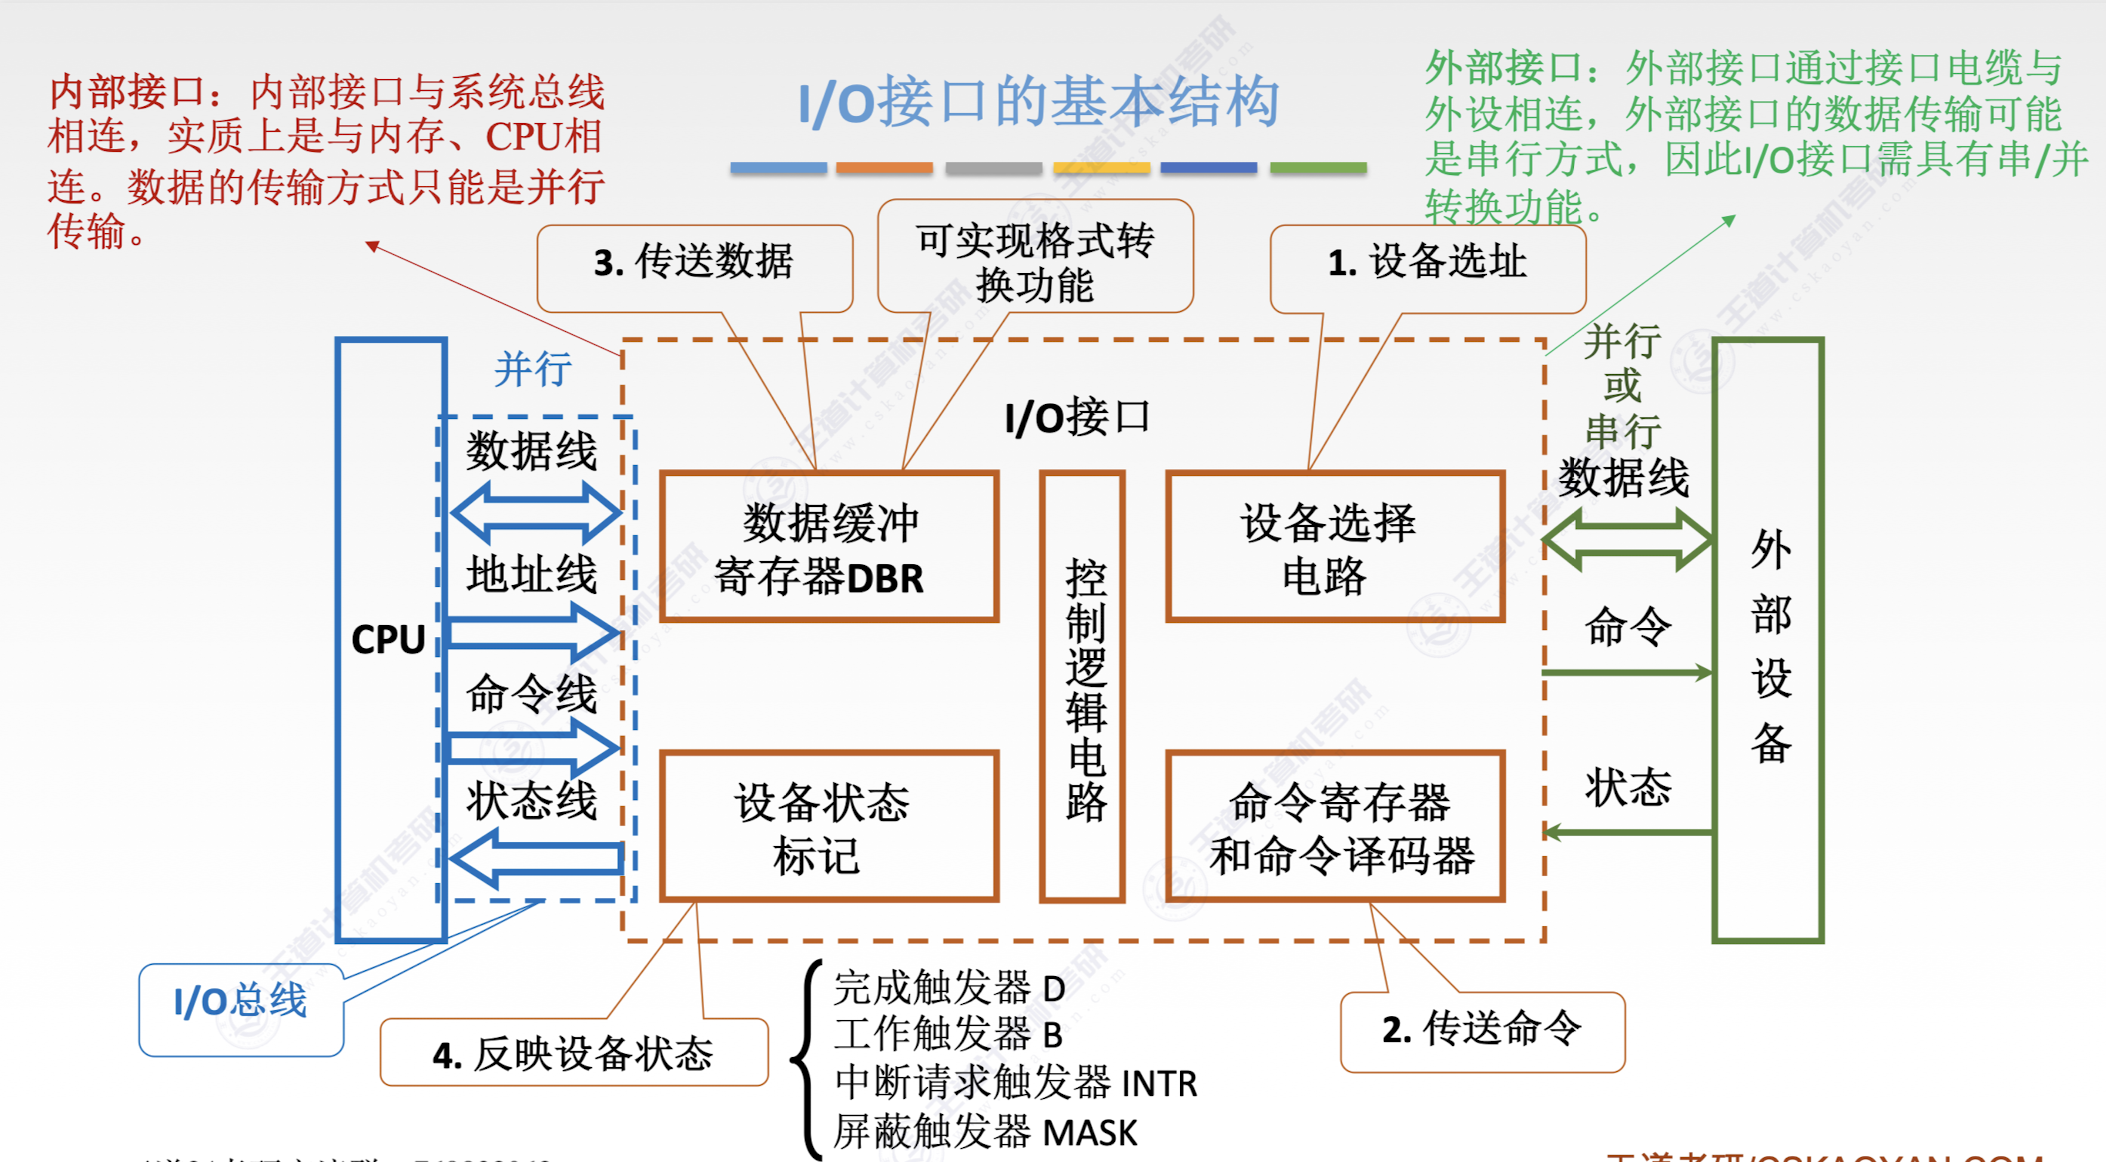 I/O接口的基本结构
内部接口：内部接口与系统总线
相连，实质上是与内存、CPU相
连。数据的传输方式只能是并行
传输。
外部接口：外部接口通过接口电缆与
外设相连，外部接口的数据传输可能
是串行方式，因此I/O接口需具有串/并
转换功能。
3. 传送数据
可实现格式转
换功能
1. 设备选址
并行
数据线
地址线
命令线
状态线
CPU
I/O总线
I/O接口
数据缓冲
寄存器DBR
设备选择
电路
控
制
逻
辑
电
路
设备状态
标记
命令寄存器
和命令译码器
并行
或
串行
数据线
命令
状态
外
部
设
备
4. 反映设备状态
完成触发器 D
工作触发器 B
中断请求触发器 INTR
屏蔽触发器 MASK
2. 传送命令
王道考研/CSKAOYAN.COM
王道计算机考研
www.cskaoyan.com